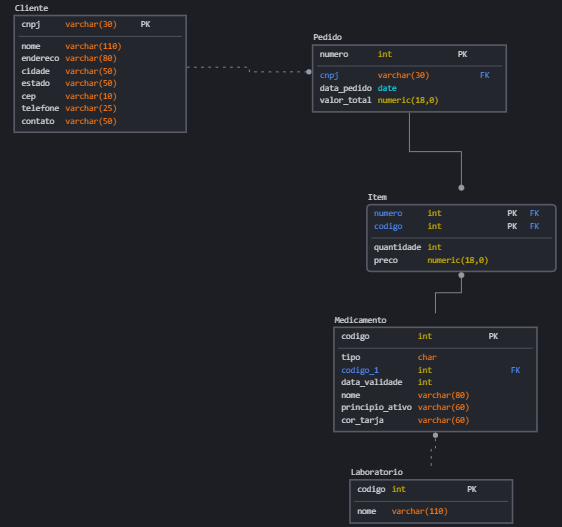 Cliente
cnpj varchar(30) PK
nome varchar(110)
endereco varchar(80)
cidade varchar(50)
estado varchar(50)
cep varchar(10)
telefone varchar(25)
contato varchar(50)
Pedido
numero int PK
cnpj varchar(30) FK
data_pedido date
valor_total numeric(18,0)
Item
numero int PK FK
codigo int PK FK
quantidade int
preco numeric(18,0)
Medicamento
codigo int PK
tipo char
codigo_1 int FK
data_validade int
nome varchar(80)
principio_ativo varchar(60)
cor_tarja varchar(60)
Laboratorio
codigo int PK
nome varchar(110)